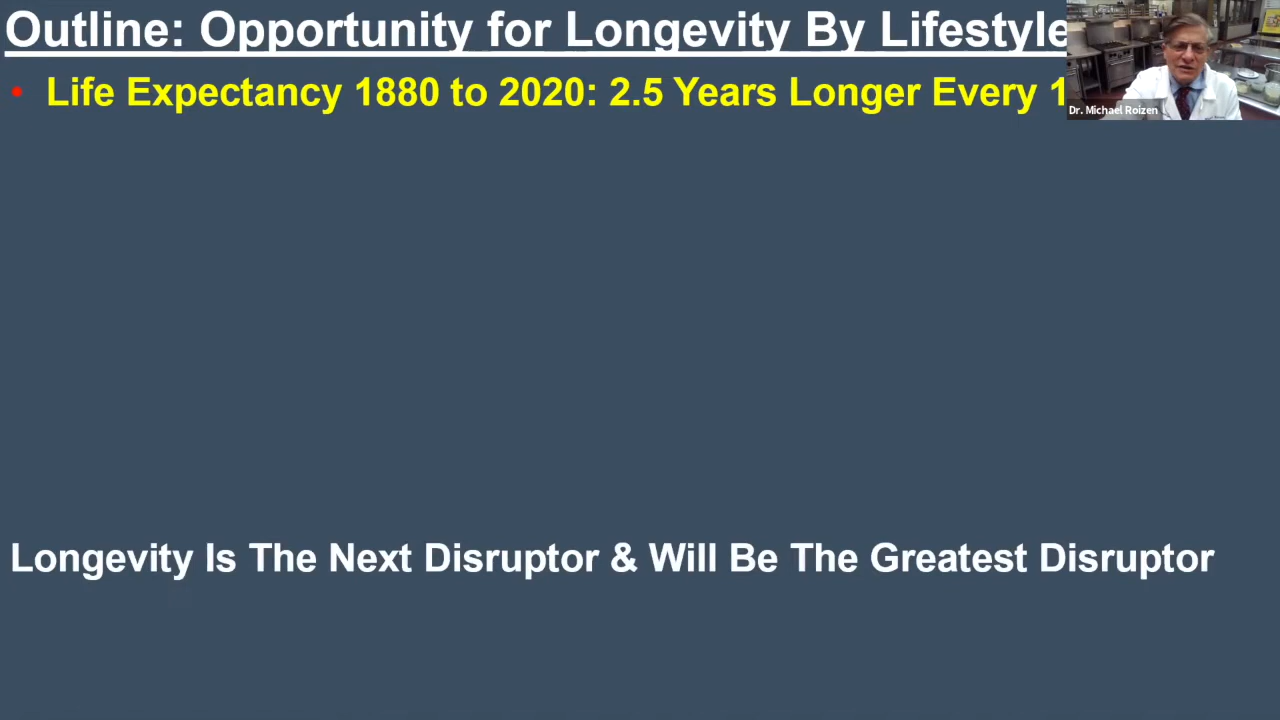 Outline: Opportunity for Longevity By Lifestyle
• Life Expectancy 1880 to 2020: 2.5 Years Longer Every 1
Dr. Michael Roizen
Longevity Is The Next Disruptor & Will Be The Greatest Disruptor